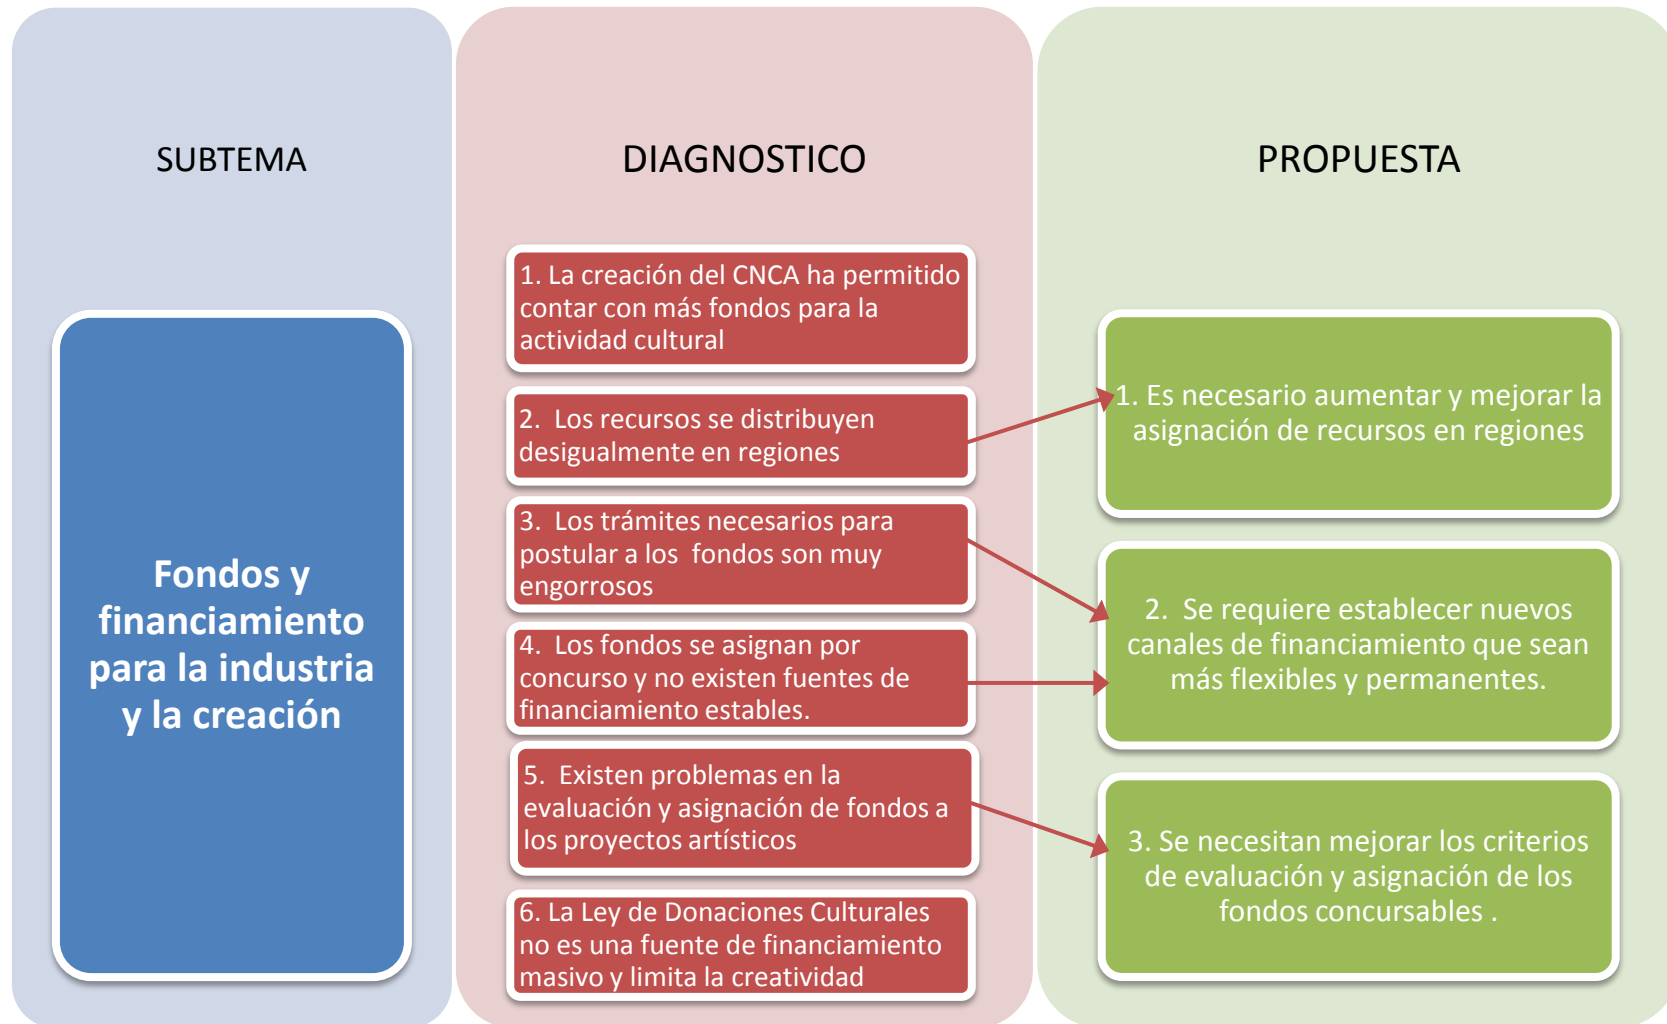 SUBTEMA
Fondos y
financiamiento
para la industria
y la creación
DIAGNOSTICO
1. La creación del CNCA ha permitido
contar con más fondos para la
actividad cultural
2. Los recursos se distribuyen
desigualmente en regiones
3. Los trámites necesarios para
postular a los fondos son muy
engorrosos
4. Los fondos se asignan por
concurso y no existen fuentes de
financiamiento estables.
5. Existen problemas en la
evaluación y asignación de fondos a
los proyectos artísticos
6. La Ley de Donaciones Culturales
no es una fuente de financiamiento
masivo y limita la creatividad
PROPUESTA
1. Es necesario aumentar y mejorar la
asignación de recursos en regiones
2. Se requiere establecer nuevos
canales de financiamiento que sean
más flexibles y permanentes.
3. Se necesitan mejorar los criterios
de evaluación y asignación de los
fondos concursables .